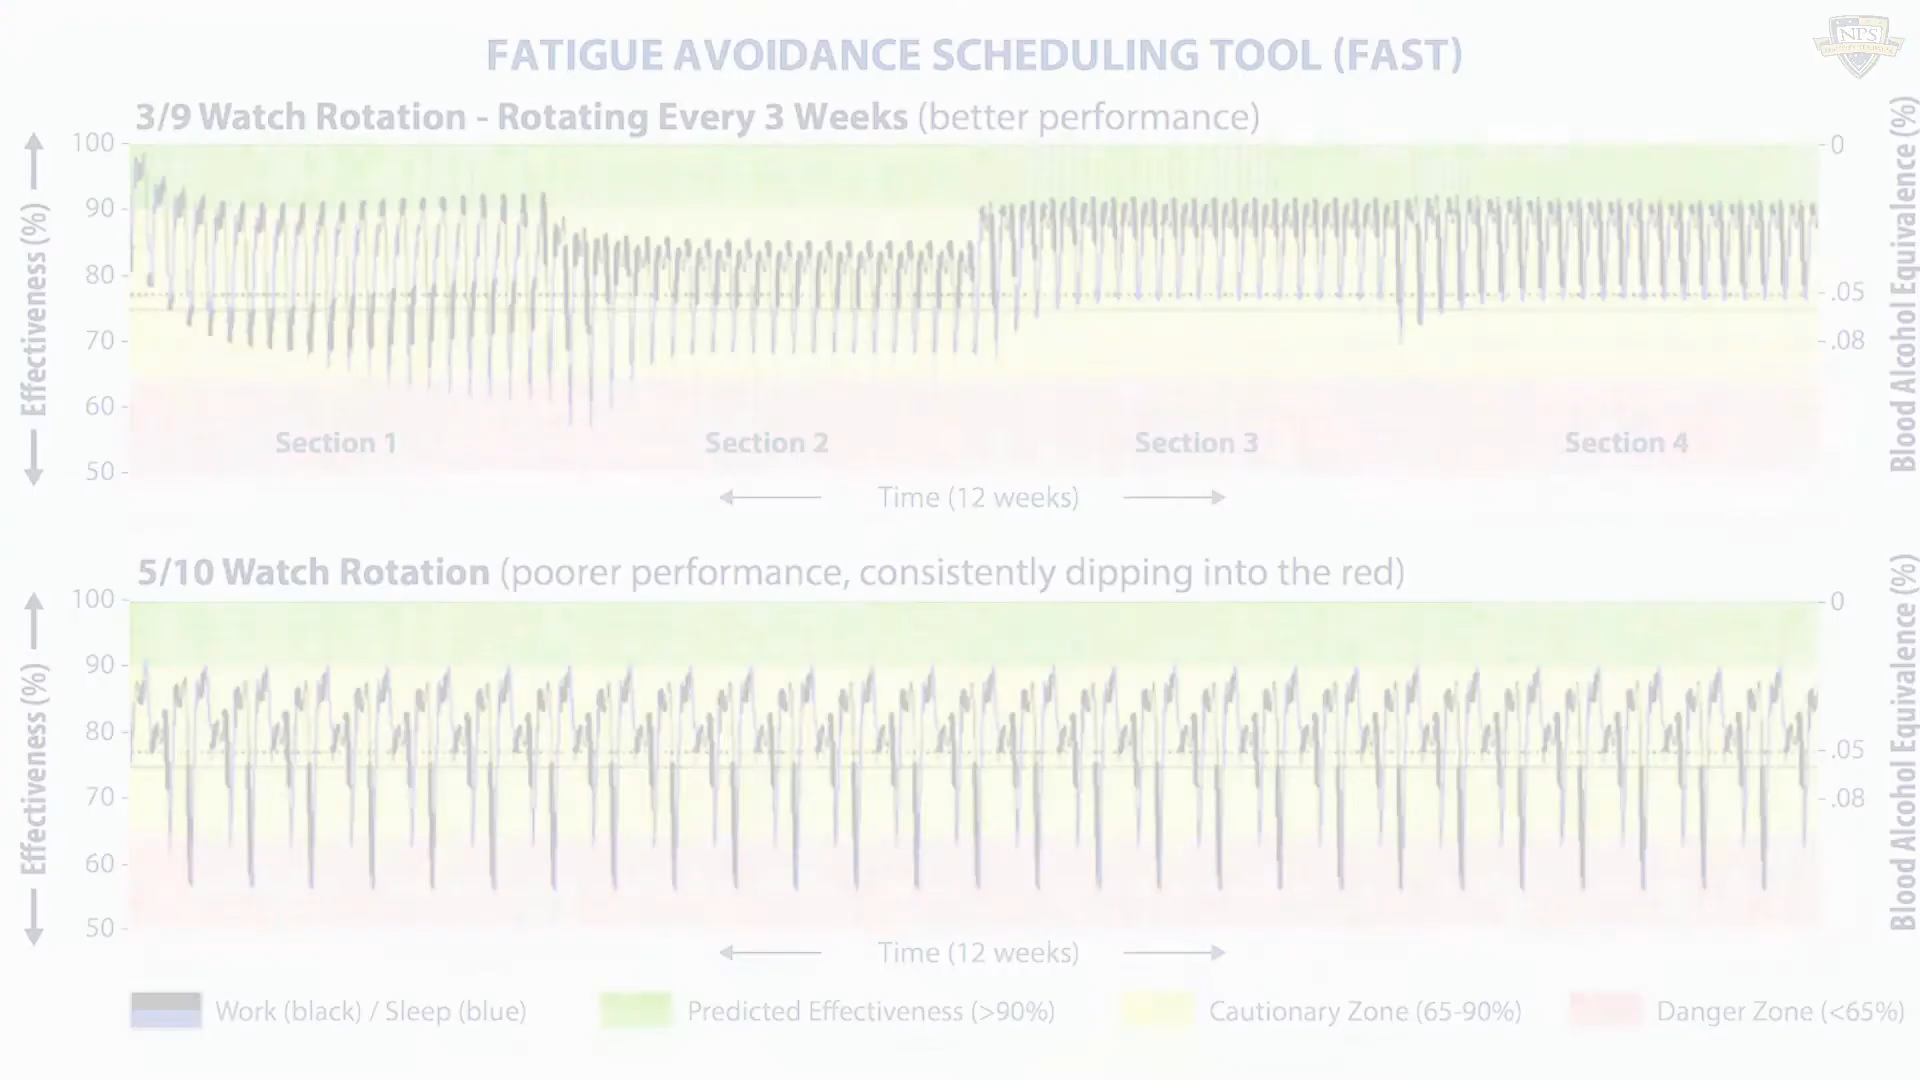 NPS
FATIGUE AVOIDANCE SCHEDULING TOOL (FAST)
3/9 Watch Rotation - Rotating Every 3 Weeks (better performance)
Effectiveness (%)
100
90
80
70
60
50
0
.05
.08
Blood Alcohol Equivalence (%)
Section 1
Section 2
Section 3
Section 4
Time (12 weeks)
5/10 Watch Rotation (poorer performance, consistently dipping into the red)
Effectiveness (%)
100
90
80
70
60
50
0
.05
.08
Blood Alcohol Equivalence (%)
Time (12 weeks)
Work (black) / Sleep (blue)
Predicted Effectiveness (>90%)
Cautionary Zone (65-90%)
Danger Zone (<65%)